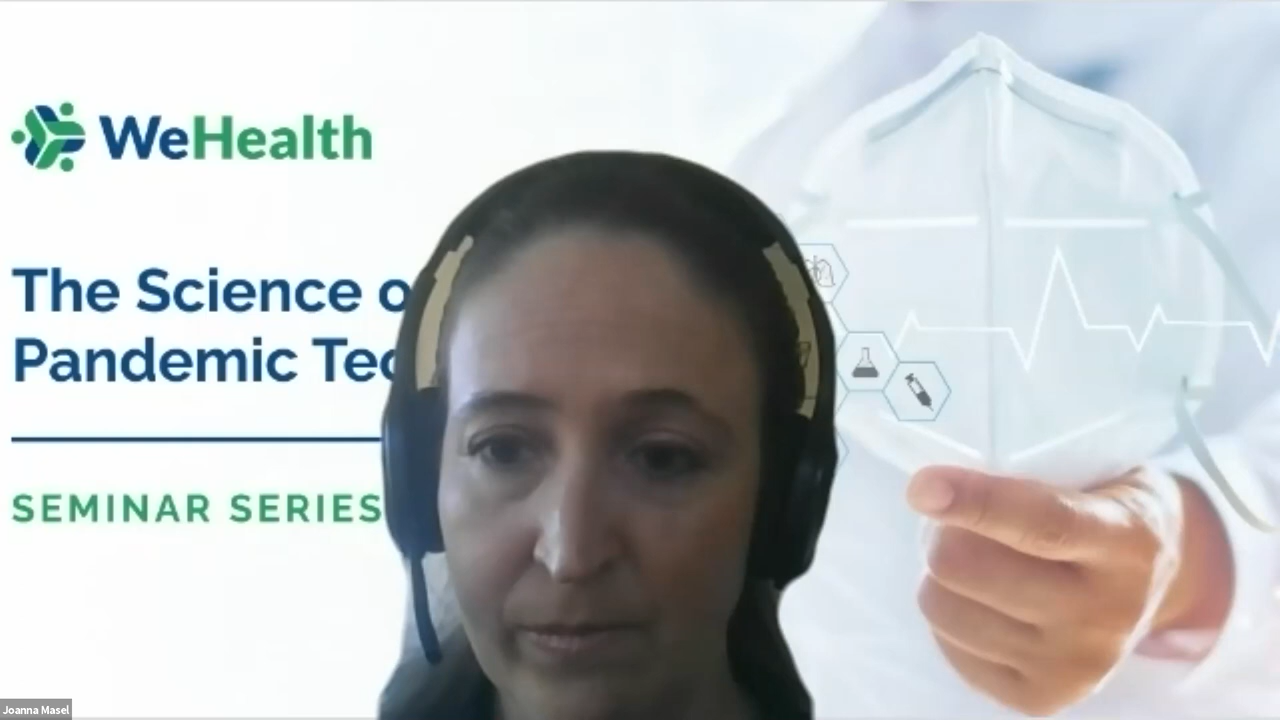 WeHealth
The Science o
Pandemic Tec
SEMINAR SERIES
Joanna Masel